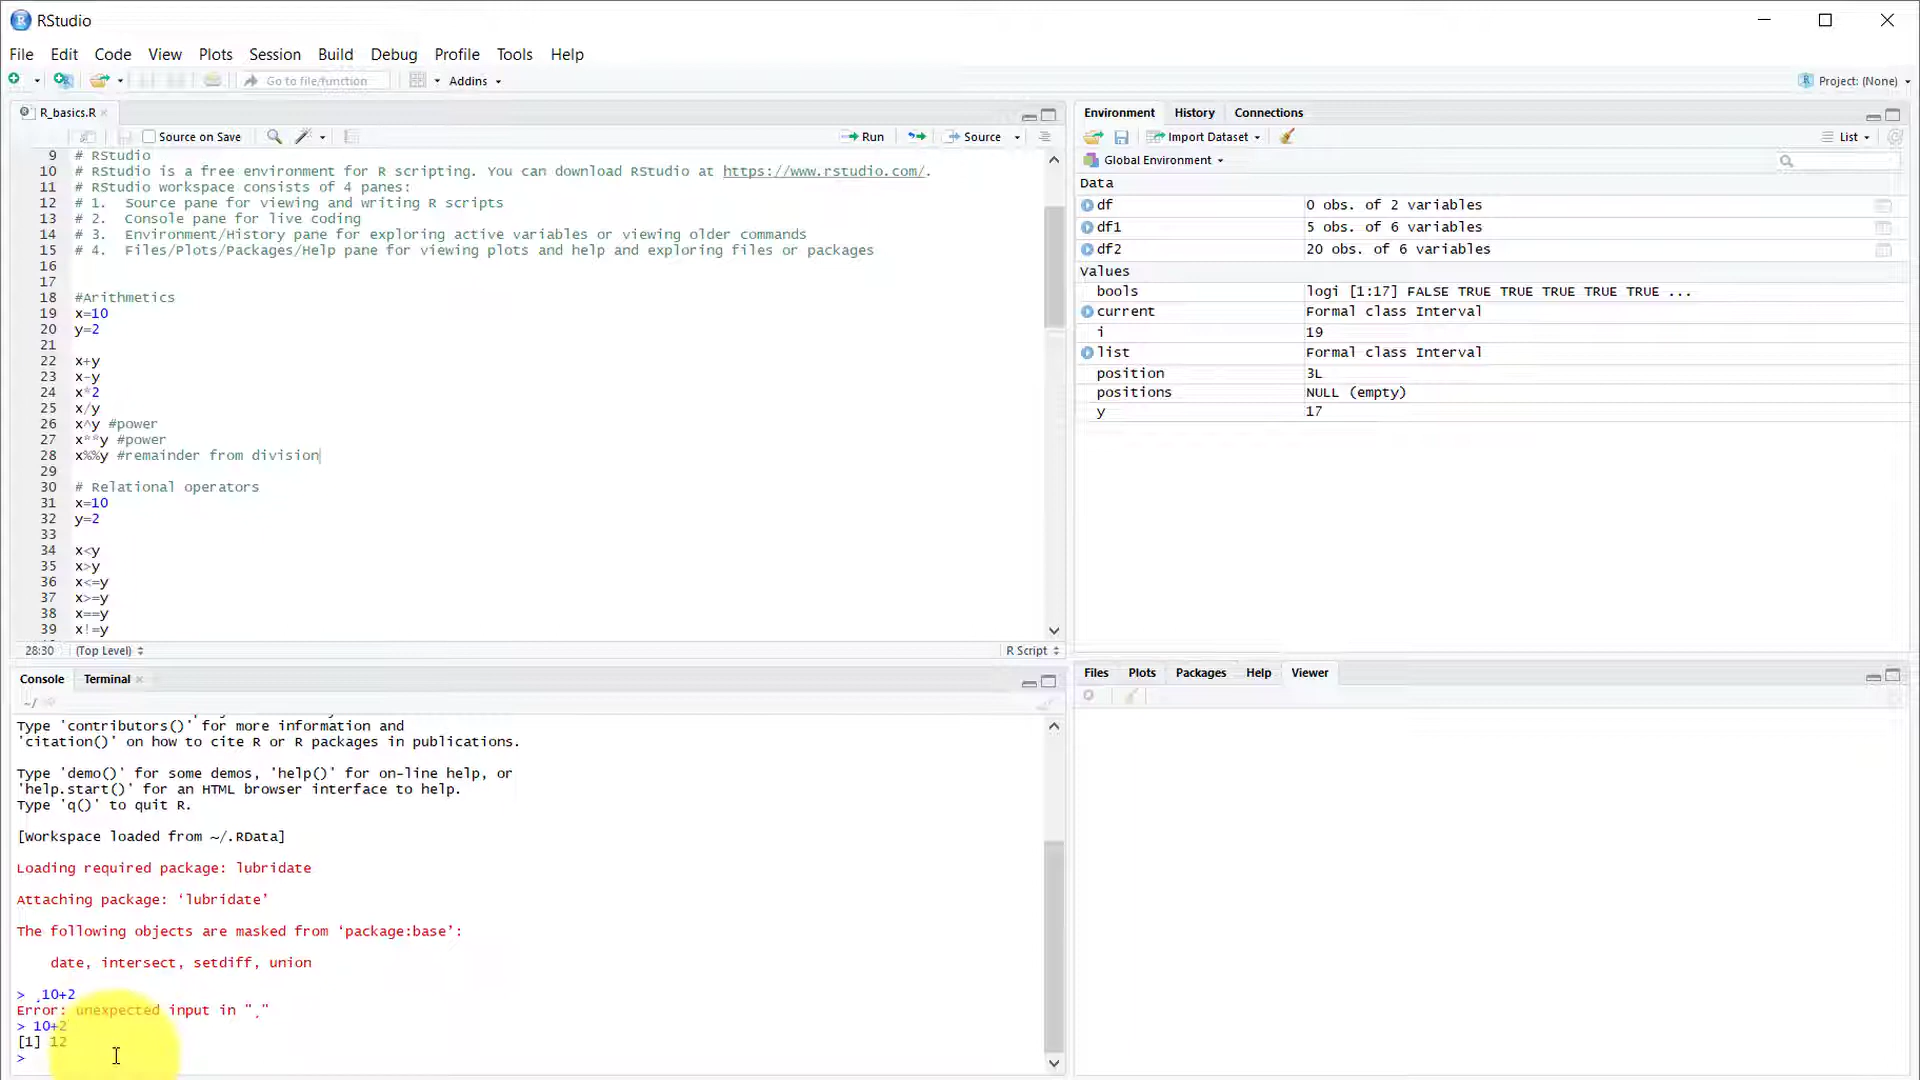 RStudio
File Edit Code View Plots Session Build Debug Profile Tools Help
Go to file/function Addins Project: (None)
R_basics.R
Source on Save Run Source
9 # RStudio
10 # RStudio is a free environment for R scripting. You can download RStudio at https://www.rstudio.com/.
11 # RStudio workspace consists of 4 panes:
12 # 1. Source pane for viewing and writing R scripts
13 # 2. Console pane for live coding
14 # 3. Environment/History pane for exploring active variables or viewing older commands
15 # 4. Files/Plots/Packages/Help pane for viewing plots and help and exploring files or packages
16
17
18 #Arithmetics
19 x=10
20 y=2
21
22 x+y
23 x-y
24 x*2
25 x/y
26 x^y #power
27 x**y #power
28 x%%y #remainder from division
29
30 # Relational operators
31 x=10
32 y=2
33
34 x<y
35 x>y
36 x<=y
37 x>=y
38 x==y
39 x!=y
28:30 (Top Level) R Script
Console Terminal
~/
Type 'contributors()' for more information and
'citation()' on how to cite R or R packages in publications.
Type 'demo()' for some demos, 'help()' for on-line help, or
'help.start()' for an HTML browser interface to help.
Type 'q()' to quit R.
[Workspace loaded from ~/.RData]
Loading required package: lubridate
Attaching package: ‘lubridate’
The following objects are masked from ‘package:base’:
date, intersect, setdiff, union
> ¸10+2
Error: unexpected input in "¸"
> 10+2
[1] 12
>
Environment History Connections
Import Dataset List
Global Environment
Data
df 0 obs. of 2 variables
df1 5 obs. of 6 variables
df2 20 obs. of 6 variables
Values
bools logi [1:17] FALSE TRUE TRUE TRUE TRUE TRUE ...
current Formal class Interval
i 19
list Formal class Interval
position 3L
positions NULL (empty)
y 17
Files Plots Packages Help Viewer